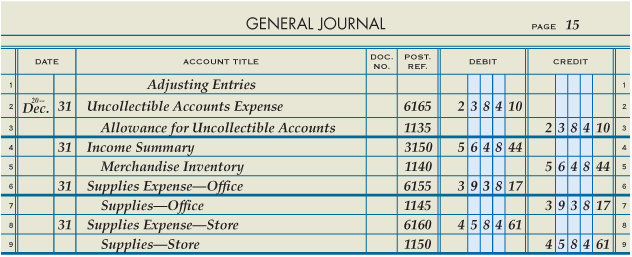 GENERAL JOURNAL PAGE 15
DATE ACCOUNT TITLE DOC. NO. POST. REF. DEBIT CREDIT
1 Adjusting Entries 1
2 20-- Dec. 31 Uncollectible Accounts Expense 6165 2 3 8 4 10 2
3 Allowance for Uncollectible Accounts 1135 2 3 8 4 10 3
4 31 Income Summary 3150 5 6 4 8 44 4
5 Merchandise Inventory 1140 5 6 4 8 44 5
6 31 Supplies Expense—Office 6155 3 9 3 8 17 6
7 Supplies—Office 1145 3 9 3 8 17 7
8 31 Supplies Expense—Store 6160 4 5 8 4 61 8
9 Supplies—Store 1150 4 5 8 4 61 9